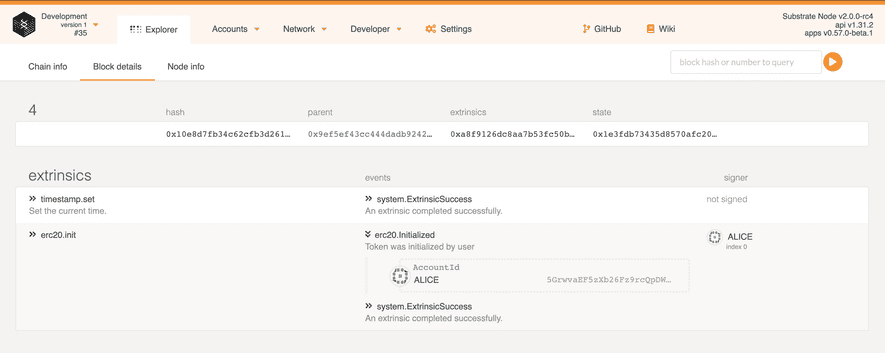 Development
version 1
#35
Explorer
Accounts
Network
Developer
Settings
GitHub
Wiki
Substrate Node v2.0.0-rc4
api v1.31.2
apps v0.57.0-beta.1
Chain info
Block details
Node info
block hash or number to query
4
hash
parent
extrinsics
state
0x10e8d7fb34c62cfb3d261…
0x9ef5ef43cc444dadb9242…
0xa8f9126dc8aa7b53fc50b…
0x1e3fdb73435d8570afc20…
extrinsics
events
signer
timestamp.set
Set the current time.
system.ExtrinsicSuccess
An extrinsic completed successfully.
not signed
erc20.init
erc20.Initialized
Token was initialized by user
ALICE
index 0
AccountId
ALICE
5GrwvaEF5zXb26Fz9rcQpDW…
system.ExtrinsicSuccess
An extrinsic completed successfully.